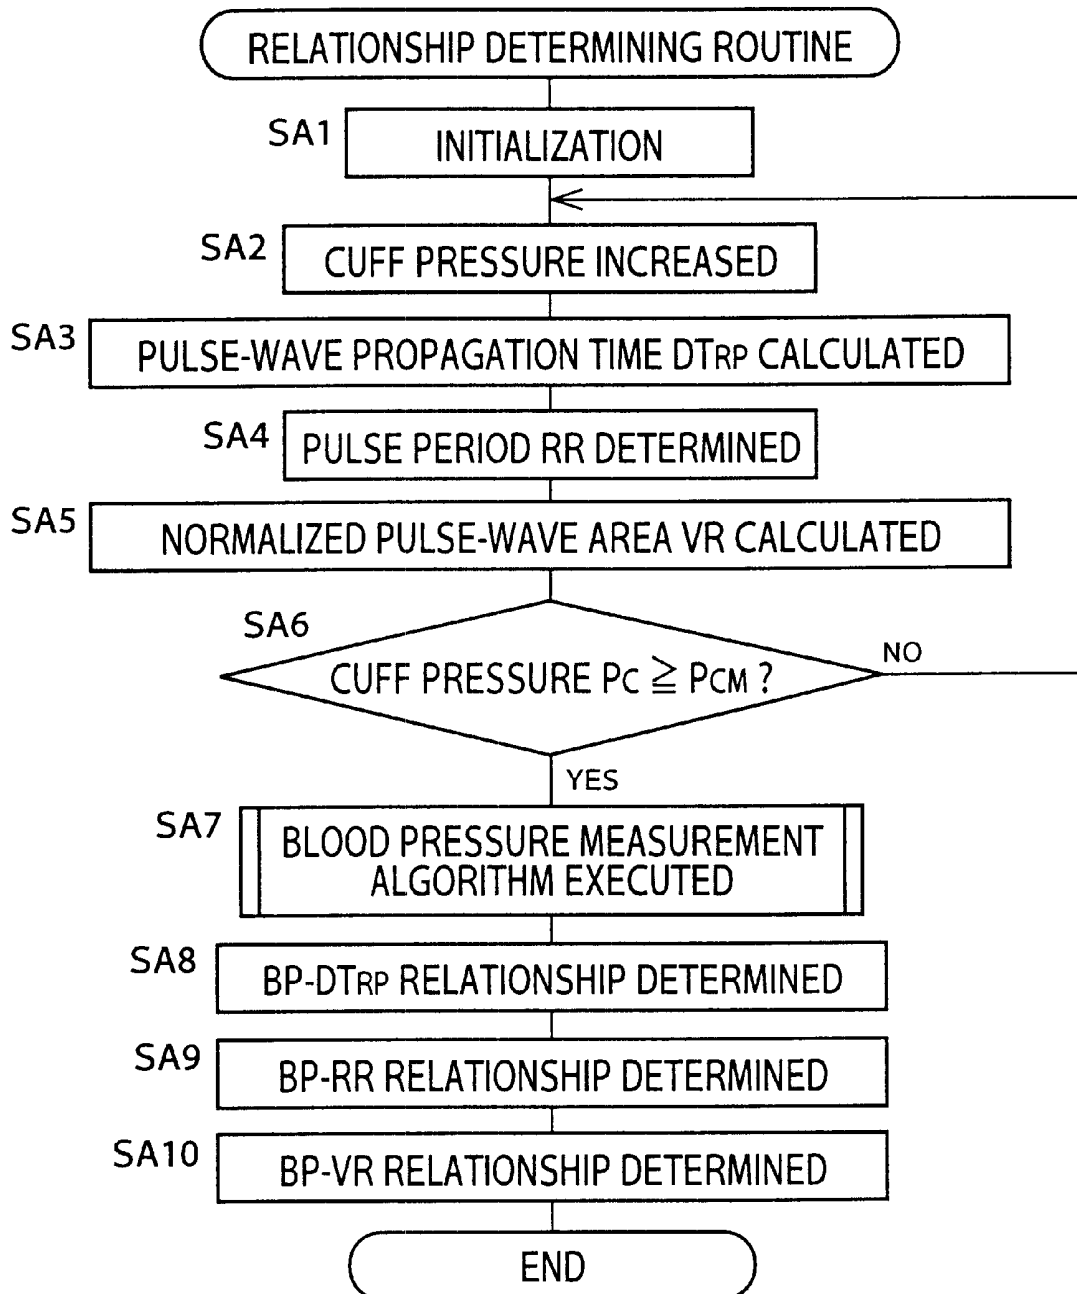 RELATIONSHIP DETERMINING ROUTINE
SA1
INITIALIZATION
SA2
CUFF PRESSURE INCREASED
SA3
PULSE-WAVE PROPAGATION TIME DTRP CALCULATED
SA4
PULSE PERIOD RR DETERMINED
SA5
NORMALIZED PULSE-WAVE AREA VR CALCULATED
SA6
CUFF PRESSURE PC ≧ PCM ?
NO
YES
SA7
BLOOD PRESSURE MEASUREMENT
ALGORITHM EXECUTED
SA8
BP-DTRP RELATIONSHIP DETERMINED
SA9
BP-RR RELATIONSHIP DETERMINED
SA10
BP-VR RELATIONSHIP DETERMINED
END